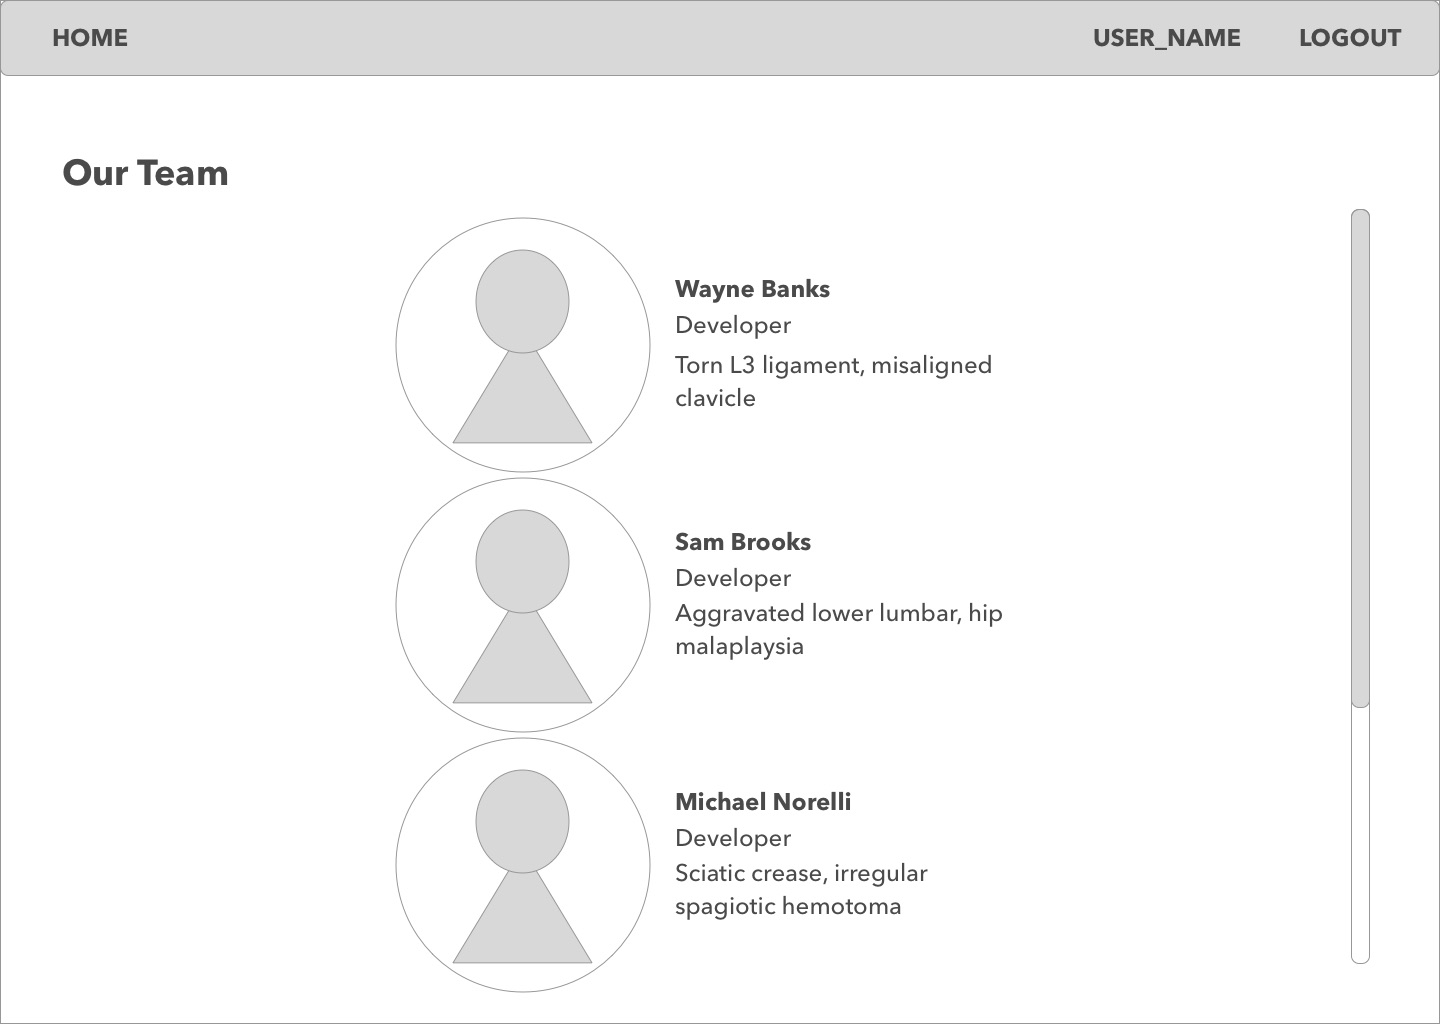 HOME USER_NAME LOGOUT
Our Team
Wayne Banks
Developer
Torn L3 ligament, misaligned
clavicle
Sam Brooks
Developer
Aggravated lower lumbar, hip
malaplaysia
Michael Norelli
Developer
Sciatic crease, irregular
spagiotic hemotoma